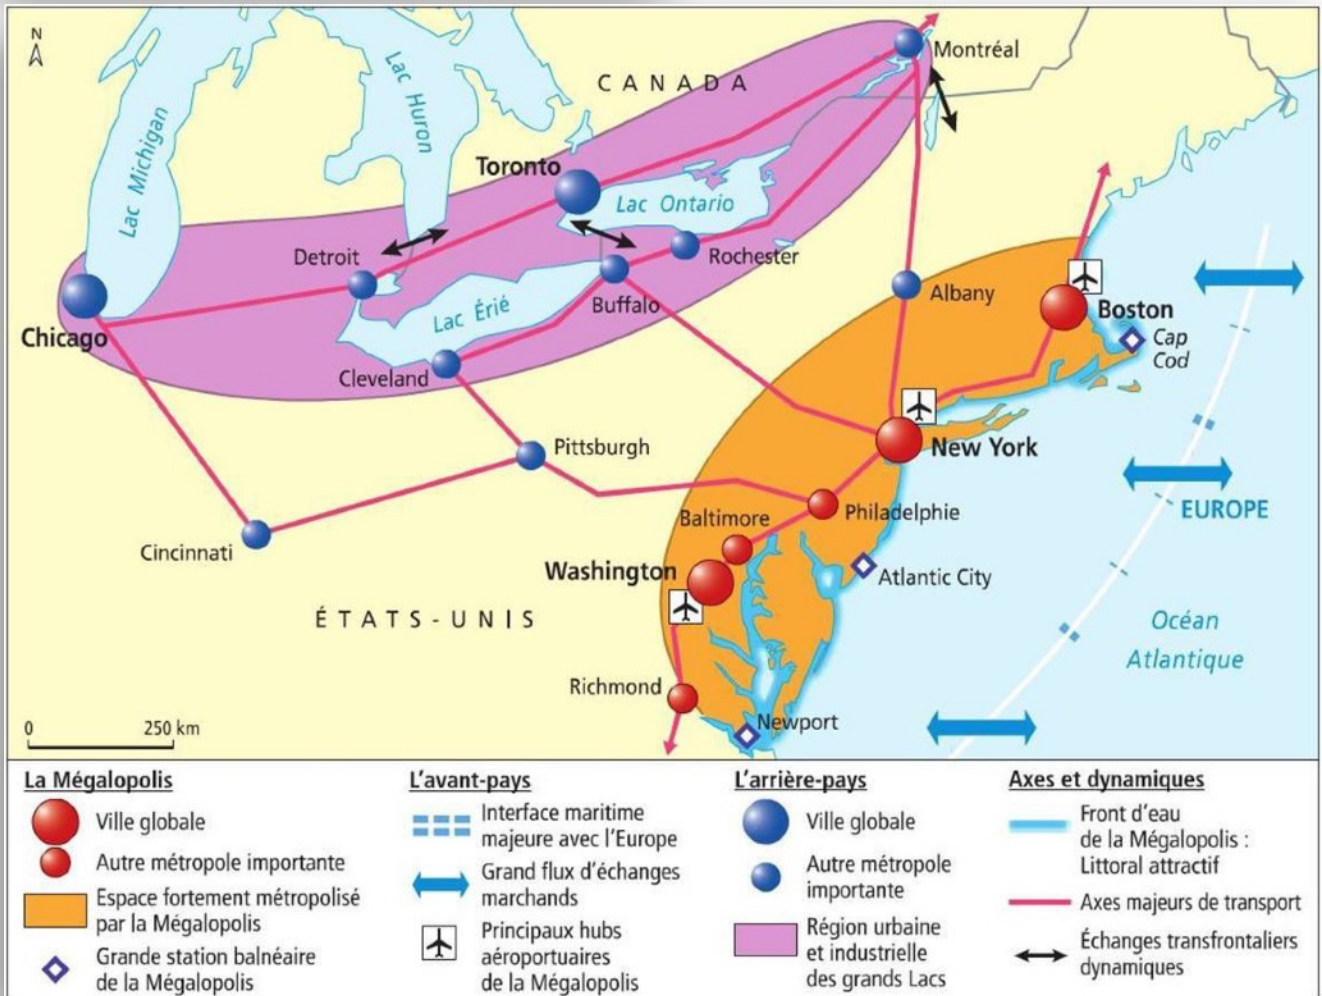 N
CANADA
Montréal
Lac Michigan
Lac Huron
Toronto
Lac Ontario
Detroit
Rochester
Buffalo
Albany
Chicago
Lac Érié
Boston
Cap
Cod
Cleveland
Pittsburgh
New York
Cincinnati
Baltimore
Philadelphie
EUROPE
Washington
Atlantic City
ÉTATS-UNIS
Océan
Atlantique
Richmond
Newport
0 250 km
La Mégalopolis
Ville globale
Autre métropole importante
Espace fortement métropolisé
par la Mégalopolis
Grande station balnéaire
de la Mégalopolis
L'avant-pays
Interface maritime
majeure avec l'Europe
Grand flux d'échanges
marchands
Principaux hubs
aéroportuaires
de la Mégalopolis
L'arrière-pays
Ville globale
Autre métropole
importante
Région urbaine
et industrielle
des grands Lacs
Axes et dynamiques
Front d'eau
de la Mégalopolis :
Littoral attractif
Axes majeurs de transport
Échanges transfrontaliers
dynamiques